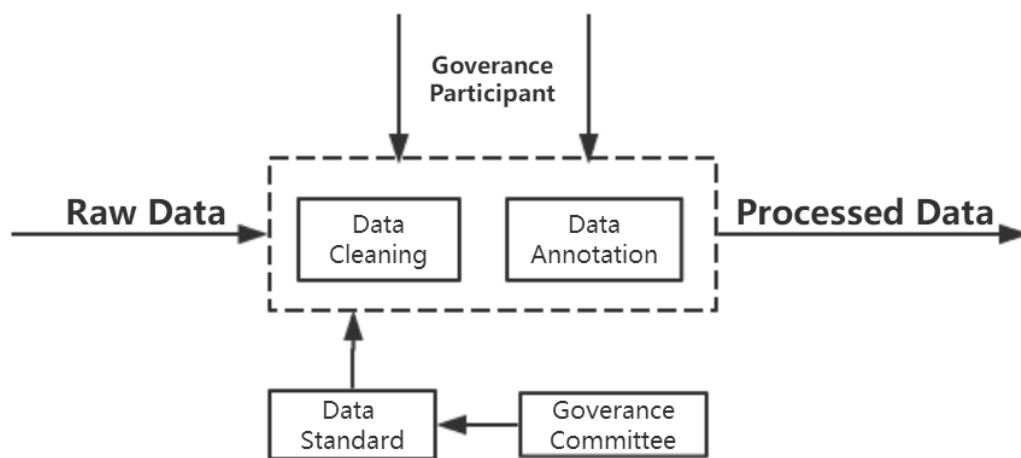 Goverance
Participant
Raw Data
Data
Cleaning
Data
Annotation
Processed Data
Data
Standard
Goverance
Committee